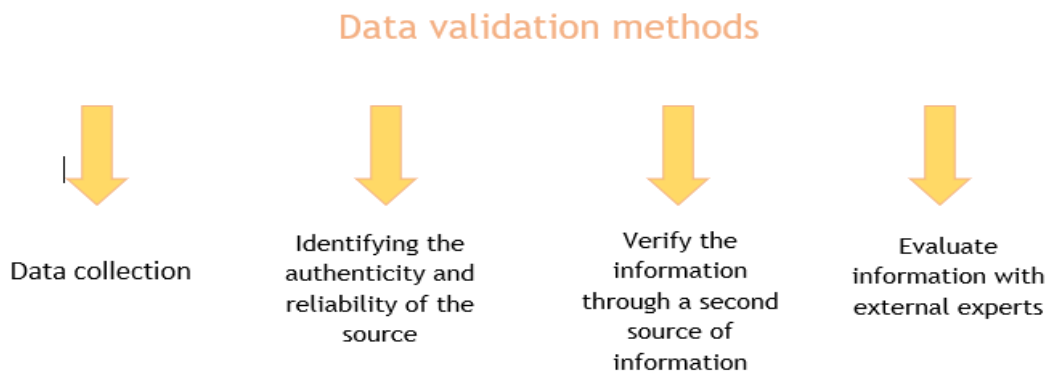 Data validation methods
Data collection
Identifying the
authenticity and
reliability of the
source
Verify the
information
through a second
source of
information
Evaluate
information with
external experts